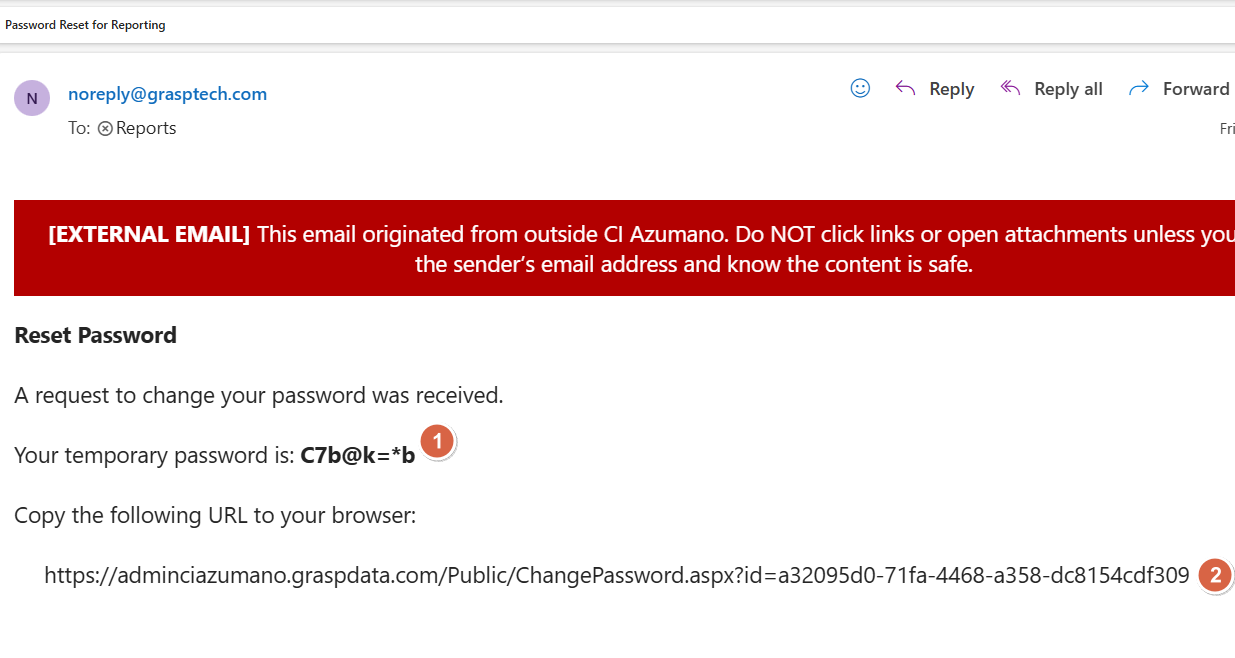 Password Reset for Reporting
N
noreply@grasptech.com
Reply
Reply all
Forward
To: Reports
Fri
[EXTERNAL EMAIL] This email originated from outside CI Azumano. Do NOT click links or open attachments unless you
the sender’s email address and know the content is safe.
Reset Password
A request to change your password was received.
Your temporary password is: C7b@k=*b
1
Copy the following URL to your browser:
https://adminciazumano.graspdata.com/Public/ChangePassword.aspx?id=a32095d0-71fa-4468-a358-dc8154cdf309
2